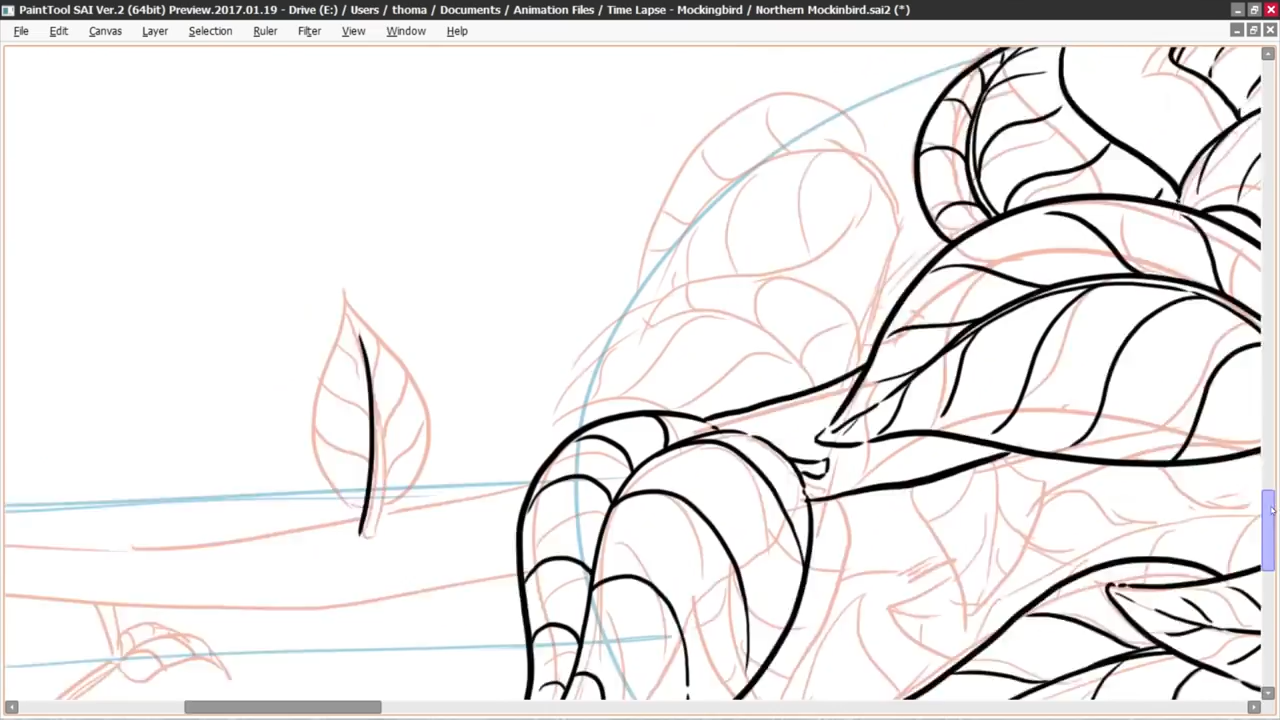 PaintTool SAI Ver.2 (64bit) Preview.2017.01.19 - Drive (E:) / Users / thoma / Documents / Animation Files / Time Lapse - Mockingbird / Northern Mockinbird.sai2 (*)
File Edit Canvas Layer Selection Ruler Filter View Window Help